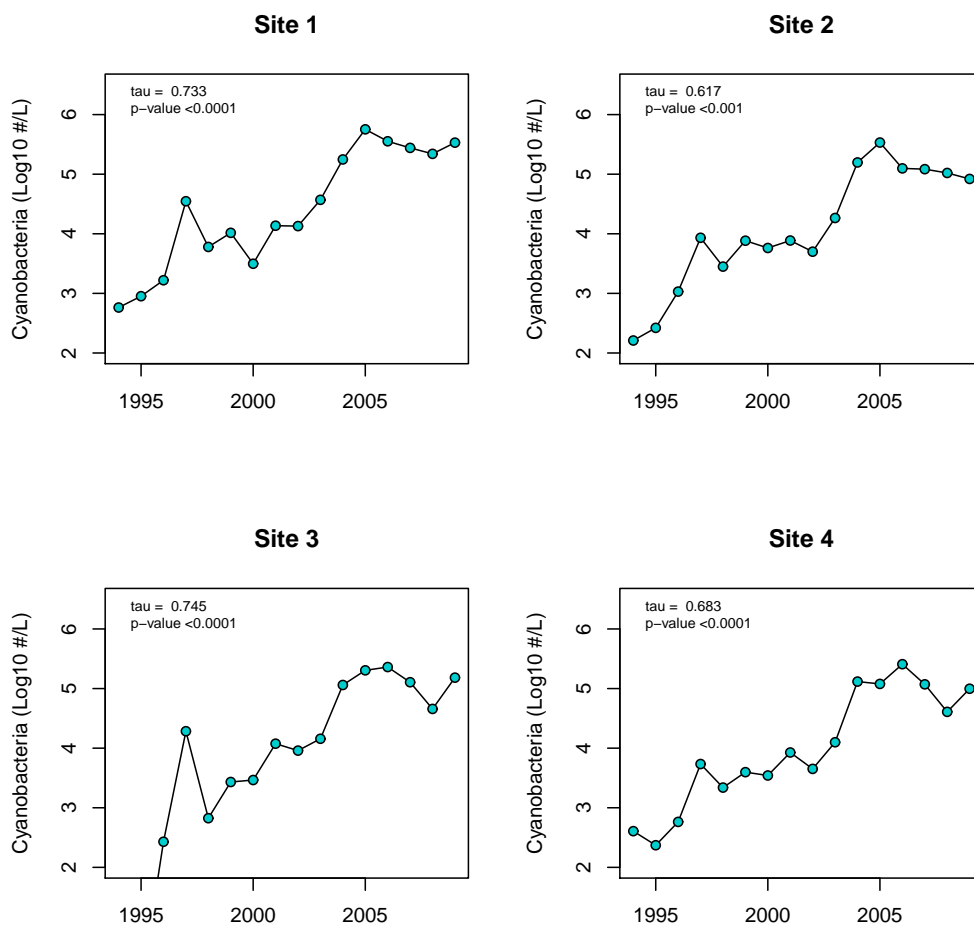 Site 1
tau =  0.733
p−value <0.0001
Cyanobacteria (Log10 #/L)
6
5
4
3
2
1995 2000 2005
Site 2
tau =  0.617
p−value <0.001
Cyanobacteria (Log10 #/L)
6
5
4
3
2
1995 2000 2005
Site 3
tau =  0.745
p−value <0.0001
Cyanobacteria (Log10 #/L)
6
5
4
3
2
1995 2000 2005
Site 4
tau =  0.683
p−value <0.0001
Cyanobacteria (Log10 #/L)
6
5
4
3
2
1995 2000 2005